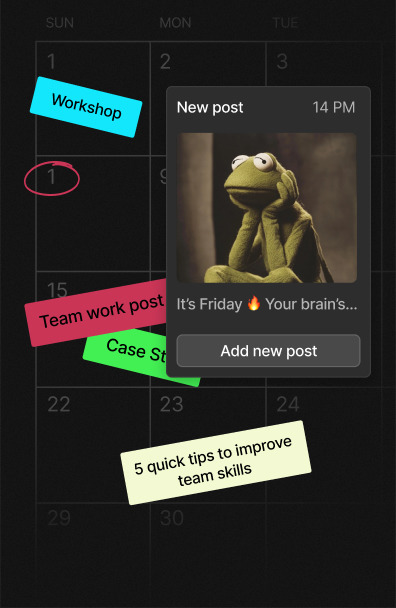 SUN
MON
TUE
1
2
3
Workshop
New post
14 PM
1
9
It's Friday 🔥 Your brain's...
15
Team work post
Case St
Add new post
22
23
24
5 quick tips to improve
team skills
29
30